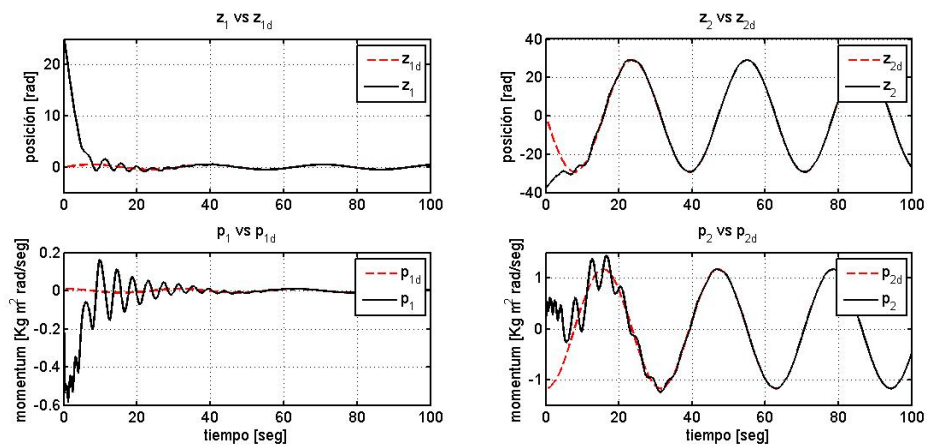 z₁ vs z₁d
posición [rad]
20
10
0
z₁d
z₁
0 20 40 60 80 100
z₂ vs z₂d
posición [rad]
40
20
0
-20
-40
z₂d
z₂
0 20 40 60 80 100
p₁ vs p₁d
momentum [Kg m² rad/seg]
0.2
0
-0.2
-0.4
-0.6
p₁d
p₁
0 20 40 60 80 100
tiempo [seg]
p₂ vs p₂d
momentum [Kg m² rad/seg]
1
0
-1
p₂d
p₂
0 20 40 60 80 100
tiempo [seg]